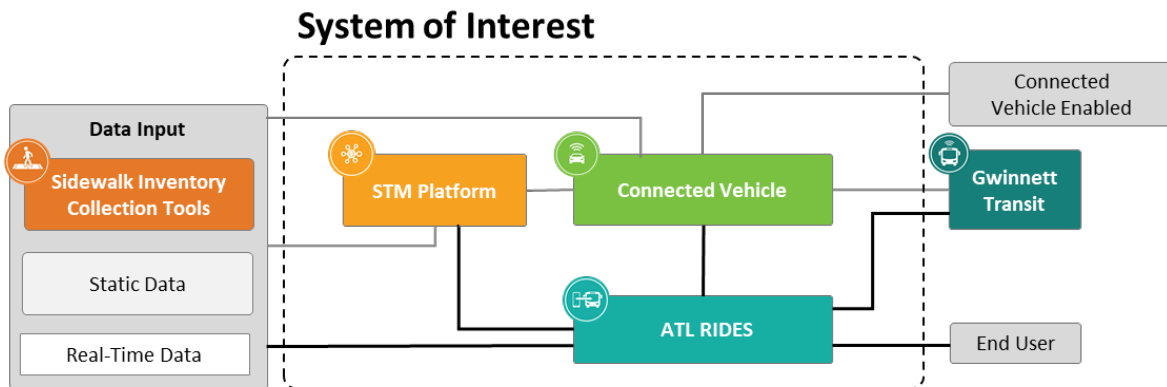 System of Interest
Data Input
Sidewalk Inventory
Collection Tools
Static Data
Real-Time Data
STM Platform
Connected Vehicle
ATL RIDES
Connected
Vehicle Enabled
Gwinnett
Transit
End User